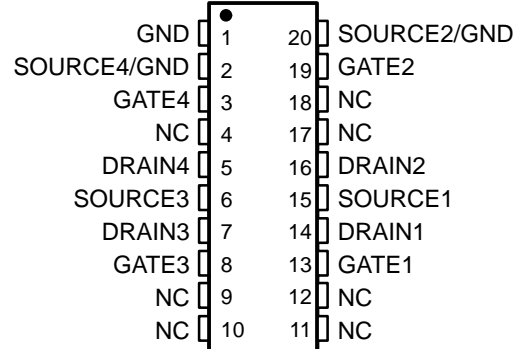 GND 1 20 SOURCE2/GND
SOURCE4/GND 2 19 GATE2
GATE4 3 18 NC
NC 4 17 NC
DRAIN4 5 16 DRAIN2
SOURCE3 6 15 SOURCE1
DRAIN3 7 14 DRAIN1
GATE3 8 13 GATE1
NC 9 12 NC
NC 10 11 NC